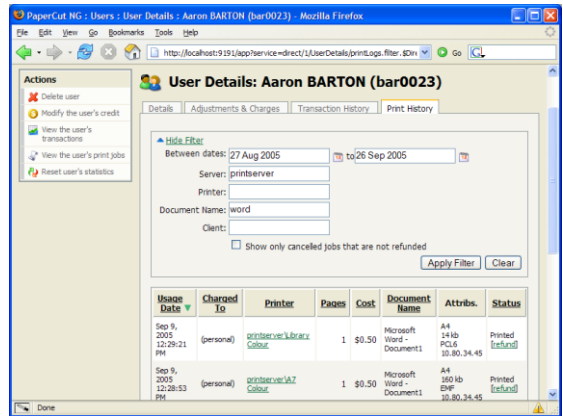 PaperCut NG : Users : User Details : Aaron BARTON (bar0023) - Mozilla Firefox
File Edit View Go Bookmarks Tools Help
http://localhost:9191/app?service=direct/1/UserDetails/printLogs.filter.$Dire Go
Actions
Delete user
Modify the user's credit
View the user's
transactions
View the user's print jobs
Reset user's statistics
User Details: Aaron BARTON (bar0023)
Details Adjustments & Charges Transaction History Print History
Hide Filter
Between dates: 27 Aug 2005 to 26 Sep 2005
Server: printserver
Printer:
Document Name: word
Client:
Show only cancelled jobs that are not refunded
Apply Filter Clear
Usage Date Charged To Printer Pages Cost Document Name Attribs. Status
Sep 9, 2005 12:29:21 PM (personal) printserver\Library Colour 1 $0.50 Microsoft Word - Document1 A4 14 kb PCL6 10.80.34.45 Printed [refund]
Sep 9, 2005 12:28:53 PM (personal) printserver\A7 Colour 1 $0.50 Microsoft Word - Document1 A4 160 kb EMF 10.80.34.45 Printed [refund]
Done